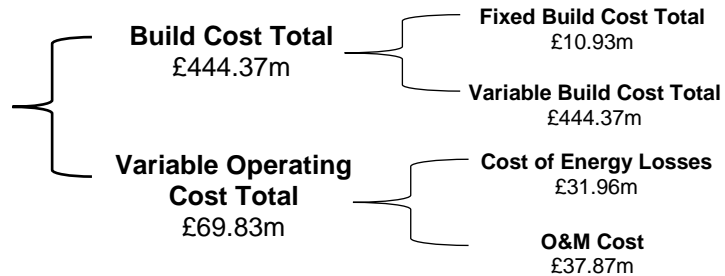 Build Cost Total
£444.37m
Fixed Build Cost Total
£10.93m
Variable Build Cost Total
£444.37m
Variable Operating
Cost Total
£69.83m
Cost of Energy Losses
£31.96m
O&M Cost
£37.87m